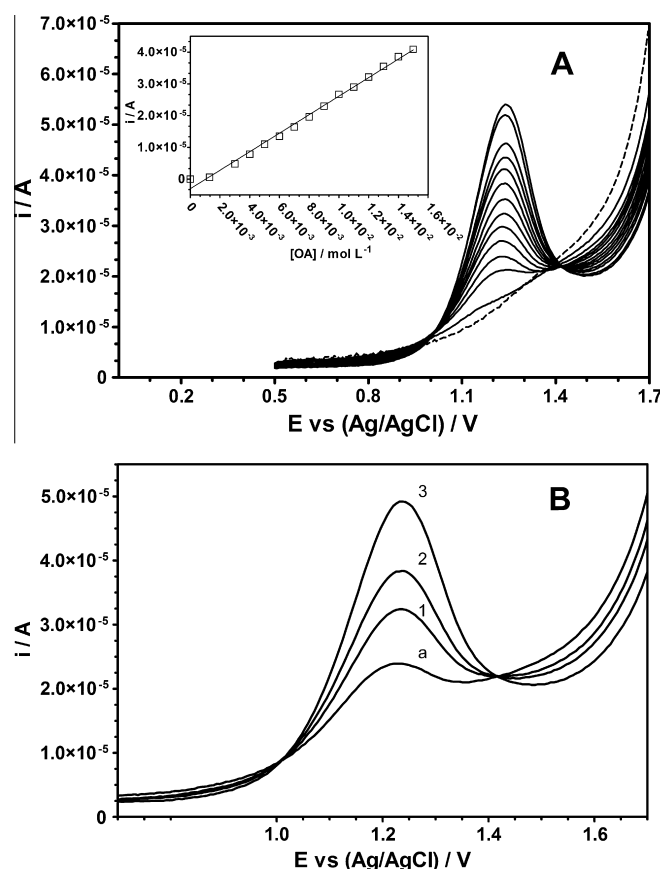 7.0×10⁻⁵
6.0×10⁻⁵
5.0×10⁻⁵
4.0×10⁻⁵
3.0×10⁻⁵
2.0×10⁻⁵
1.0×10⁻⁵
0
i / A
A
4.0×10⁻⁵
3.0×10⁻⁵
2.0×10⁻⁵
1.0×10⁻⁵
0
i / A
0
2.0×10⁻³
4.0×10⁻³
6.0×10⁻³
8.0×10⁻³
1.0×10⁻²
1.2×10⁻²
1.4×10⁻²
1.6×10⁻²
[OA] / mol L⁻¹
0.2 0.5 0.8 1.1 1.4 1.7
E vs (Ag/AgCl) / V
5.0×10⁻⁵
4.0×10⁻⁵
3.0×10⁻⁵
2.0×10⁻⁵
1.0×10⁻⁵
0
i / A
B
3
2
1
a
1.0 1.2 1.4 1.6
E vs (Ag/AgCl) / V